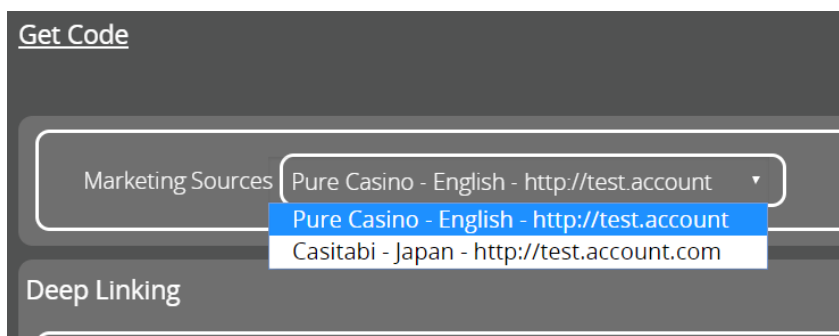 Get Code
Marketing Sources Pure Casino - English - http://test.account
Pure Casino - English - http://test.account
Casitabi - Japan - http://test.account.com
Deep Linking